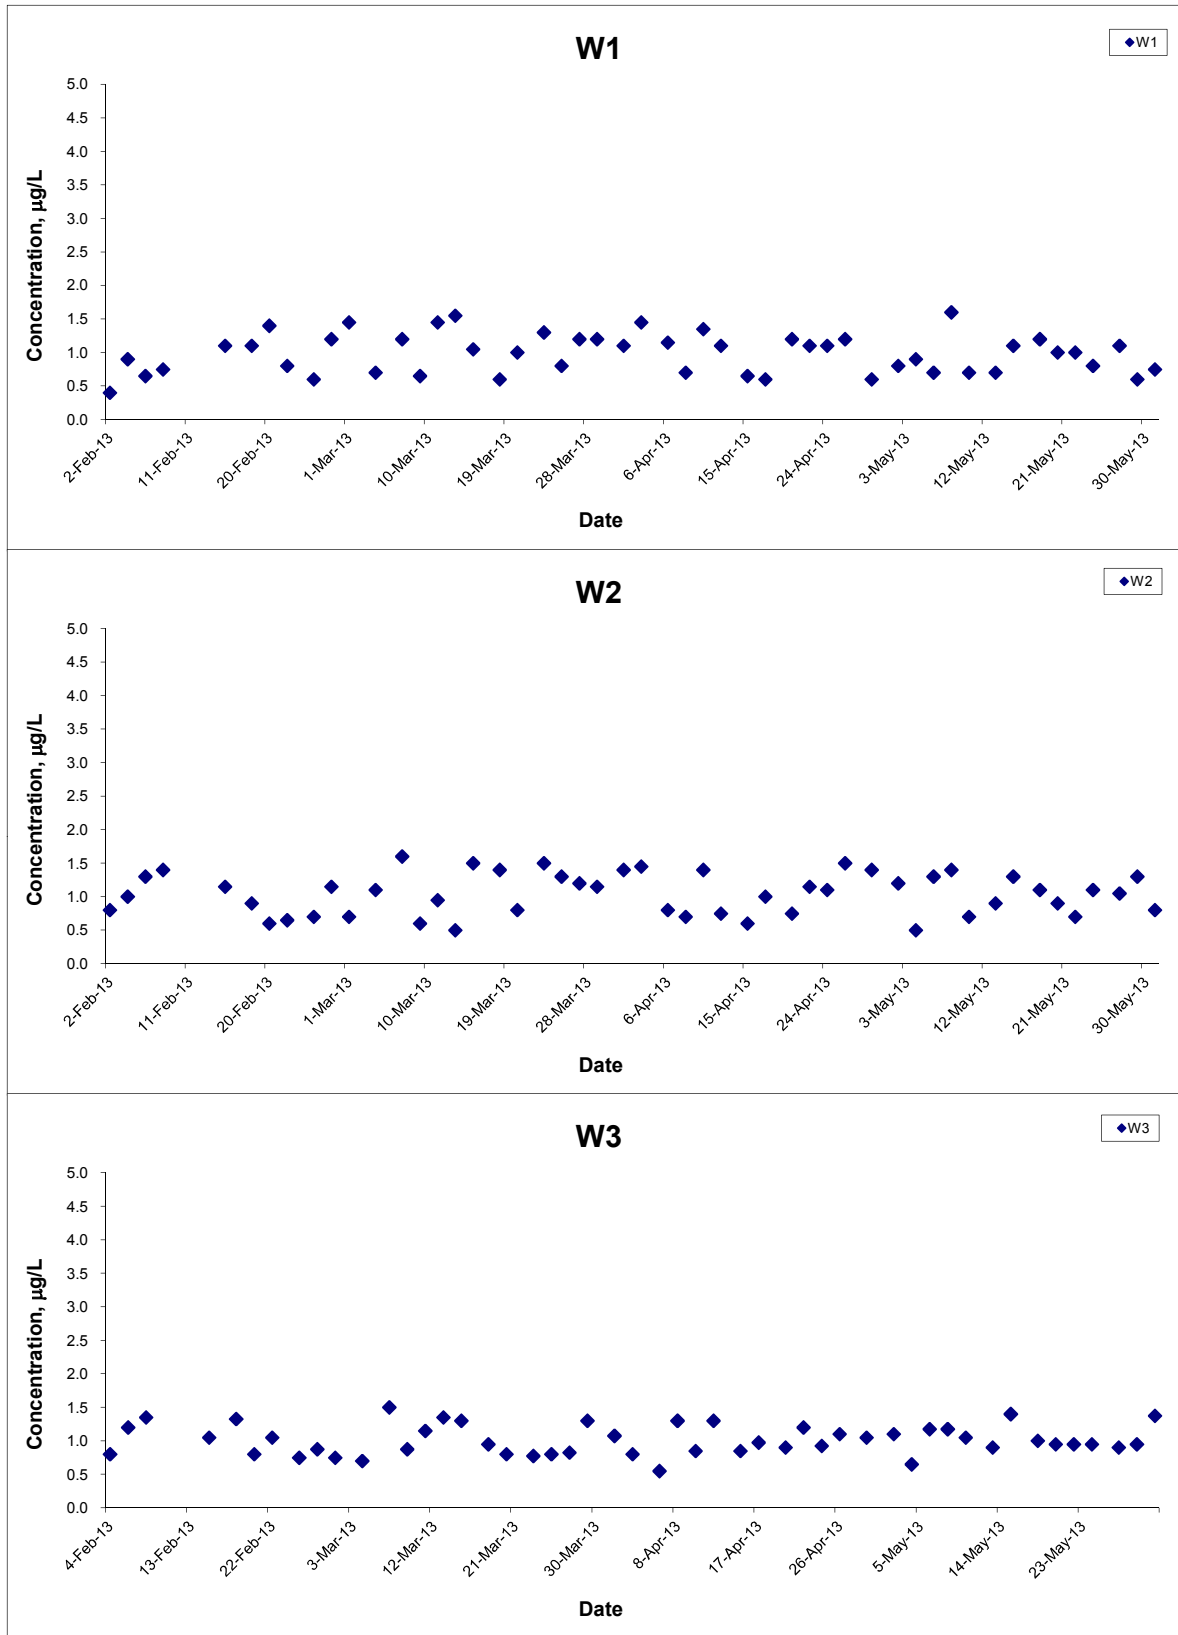 W1
W1
5.0
4.5
4.0
3.5
3.0
2.5
2.0
1.5
1.0
0.5
0.0
Concentration, µg/L
2-Feb-13
11-Feb-13
20-Feb-13
1-Mar-13
10-Mar-13
19-Mar-13
28-Mar-13
6-Apr-13
15-Apr-13
24-Apr-13
3-May-13
12-May-13
21-May-13
30-May-13
Date
W2
W2
5.0
4.5
4.0
3.5
3.0
2.5
2.0
1.5
1.0
0.5
0.0
Concentration, µg/L
2-Feb-13
11-Feb-13
20-Feb-13
1-Mar-13
10-Mar-13
19-Mar-13
28-Mar-13
6-Apr-13
15-Apr-13
24-Apr-13
3-May-13
12-May-13
21-May-13
30-May-13
Date
W3
W3
5.0
4.5
4.0
3.5
3.0
2.5
2.0
1.5
1.0
0.5
0.0
Concentration, µg/L
4-Feb-13
13-Feb-13
22-Feb-13
3-Mar-13
12-Mar-13
21-Mar-13
30-Mar-13
8-Apr-13
17-Apr-13
26-Apr-13
5-May-13
14-May-13
23-May-13
Date